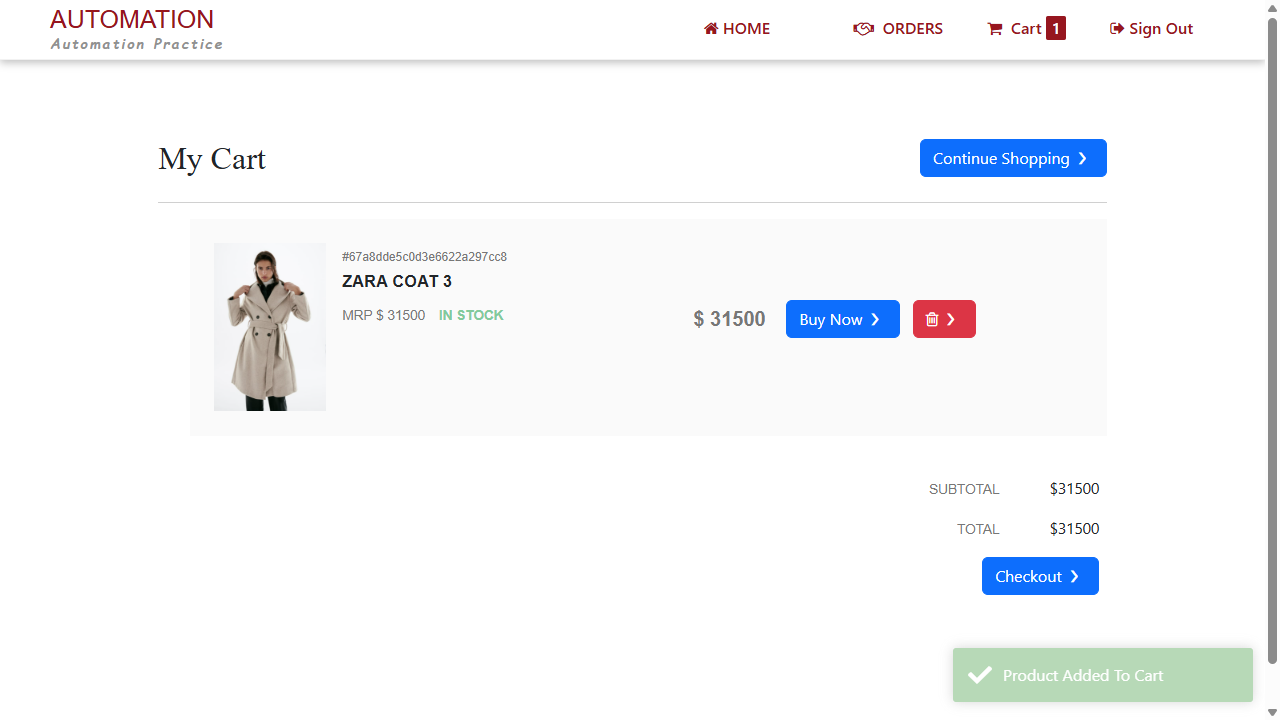 AUTOMATION
Automation Practice
HOME
ORDERS
Cart 1
Sign Out
My Cart
Continue Shopping ❯
#67a8dde5c0d3e6622a297cc8
ZARA COAT 3
MRP $ 31500 IN STOCK
$ 31500
Buy Now ❯
❯
SUBTOTAL $31500
TOTAL $31500
Checkout ❯
Product Added To Cart